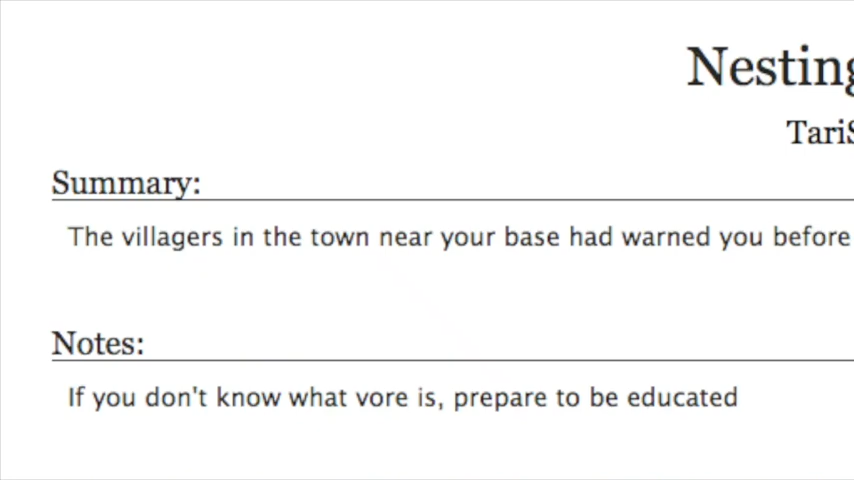 Nesting
TariS
Summary:
The villagers in the town near your base had warned you before
Notes:
If you don't know what vore is, prepare to be educated